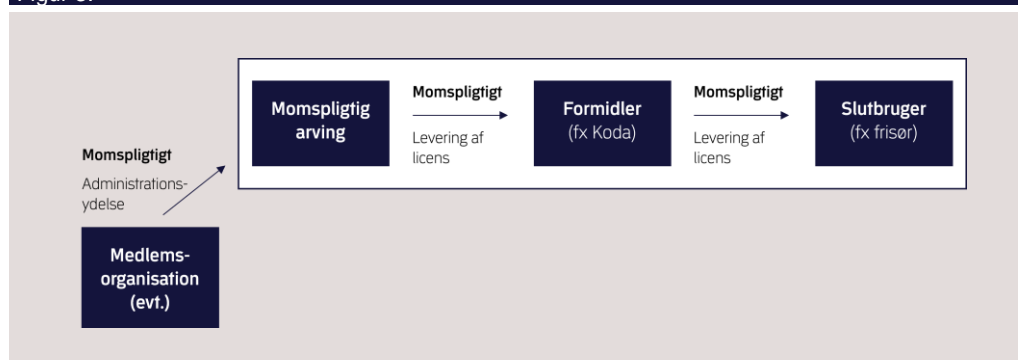 Momspligtig
arving
Momspligtigt
Levering af
licens
Formidler
(fx Koda)
Momspligtigt
Levering af
licens
Slutbruger
(fx frisør)
Momspligtigt
Administrations-
ydelse
Medlems-
organisation
(evt.)